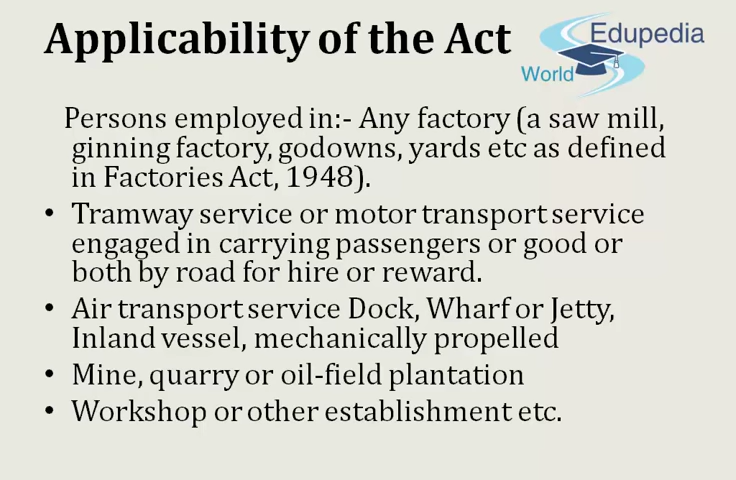 Applicability of the Act
Edupedia
World
Persons employed in:- Any factory (a saw mill,
ginning factory, godowns, yards etc as defined
in Factories Act, 1948).
• Tramway service or motor transport service
engaged in carrying passengers or good or
both by road for hire or reward.
• Air transport service Dock, Wharf or Jetty,
Inland vessel, mechanically propelled
• Mine, quarry or oil-field plantation
• Workshop or other establishment etc.